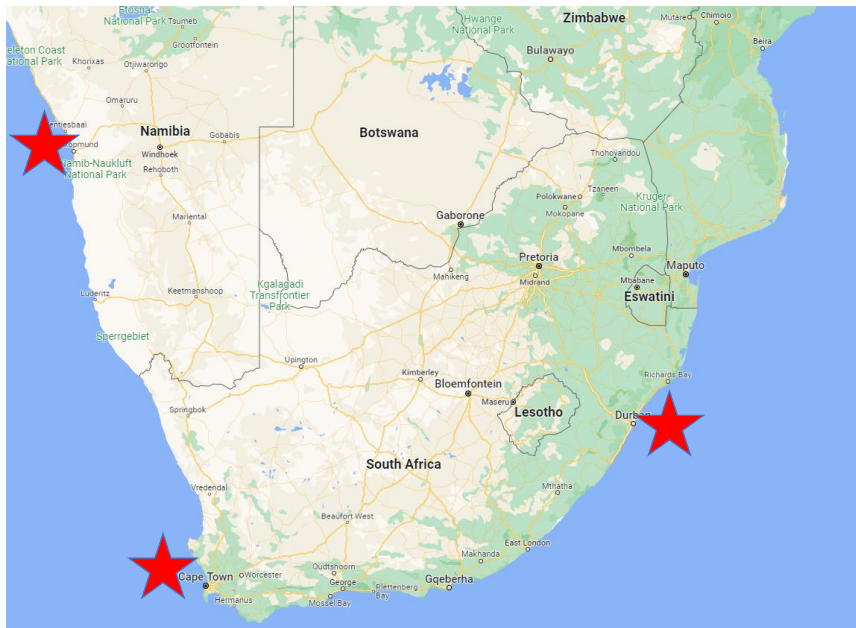 Etosha
National Park
Tsumeb
Grootfontein
Hwange
National Park
Zimbabwe
Mutare
Chimoio
Beira
Bulawayo
National Park
Khorixas
Otjiwarongo
Omaruru
Namibia
Windhoek
Gobabis
Rehoboth
Namib-Naukluft
National Park
Botswana
Thohoyandou
Polokwane
Tzaneen
Mokopane
Kruger
National Park
Mariental
Gaborone
Pretoria
Midrand
Mahikeng
Mbombela
Maputo
Mbabane
Eswatini
Lüderitz
Keetmanshoop
Kgalagadi
Transfrontier
Park
Sperrgebiet
Upington
Kimberley
Bloemfontein
Maseru
Lesotho
Richards Bay
Durban
Springbok
South Africa
Vredendal
Beaufort West
Mthatha
East London
Makhanda
Gqeberha
Cape Town
Worcester
Oudtshoorn
George
Plettenberg
Bay
Mossel Bay
Hermanus